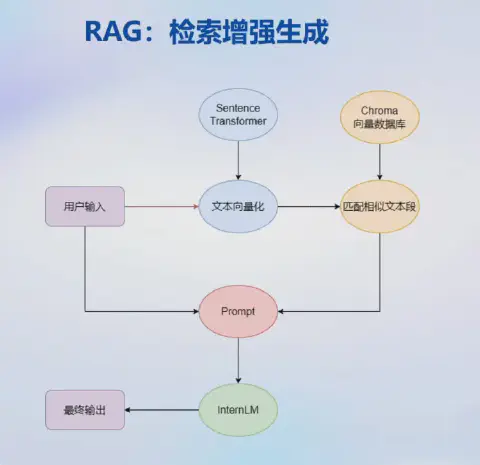 RAG：检索增强生成
Sentence
Transformer
Chroma
向量数据库
用户输入
文本向量化
匹配相似文本段
Prompt
最终输出
InternLM